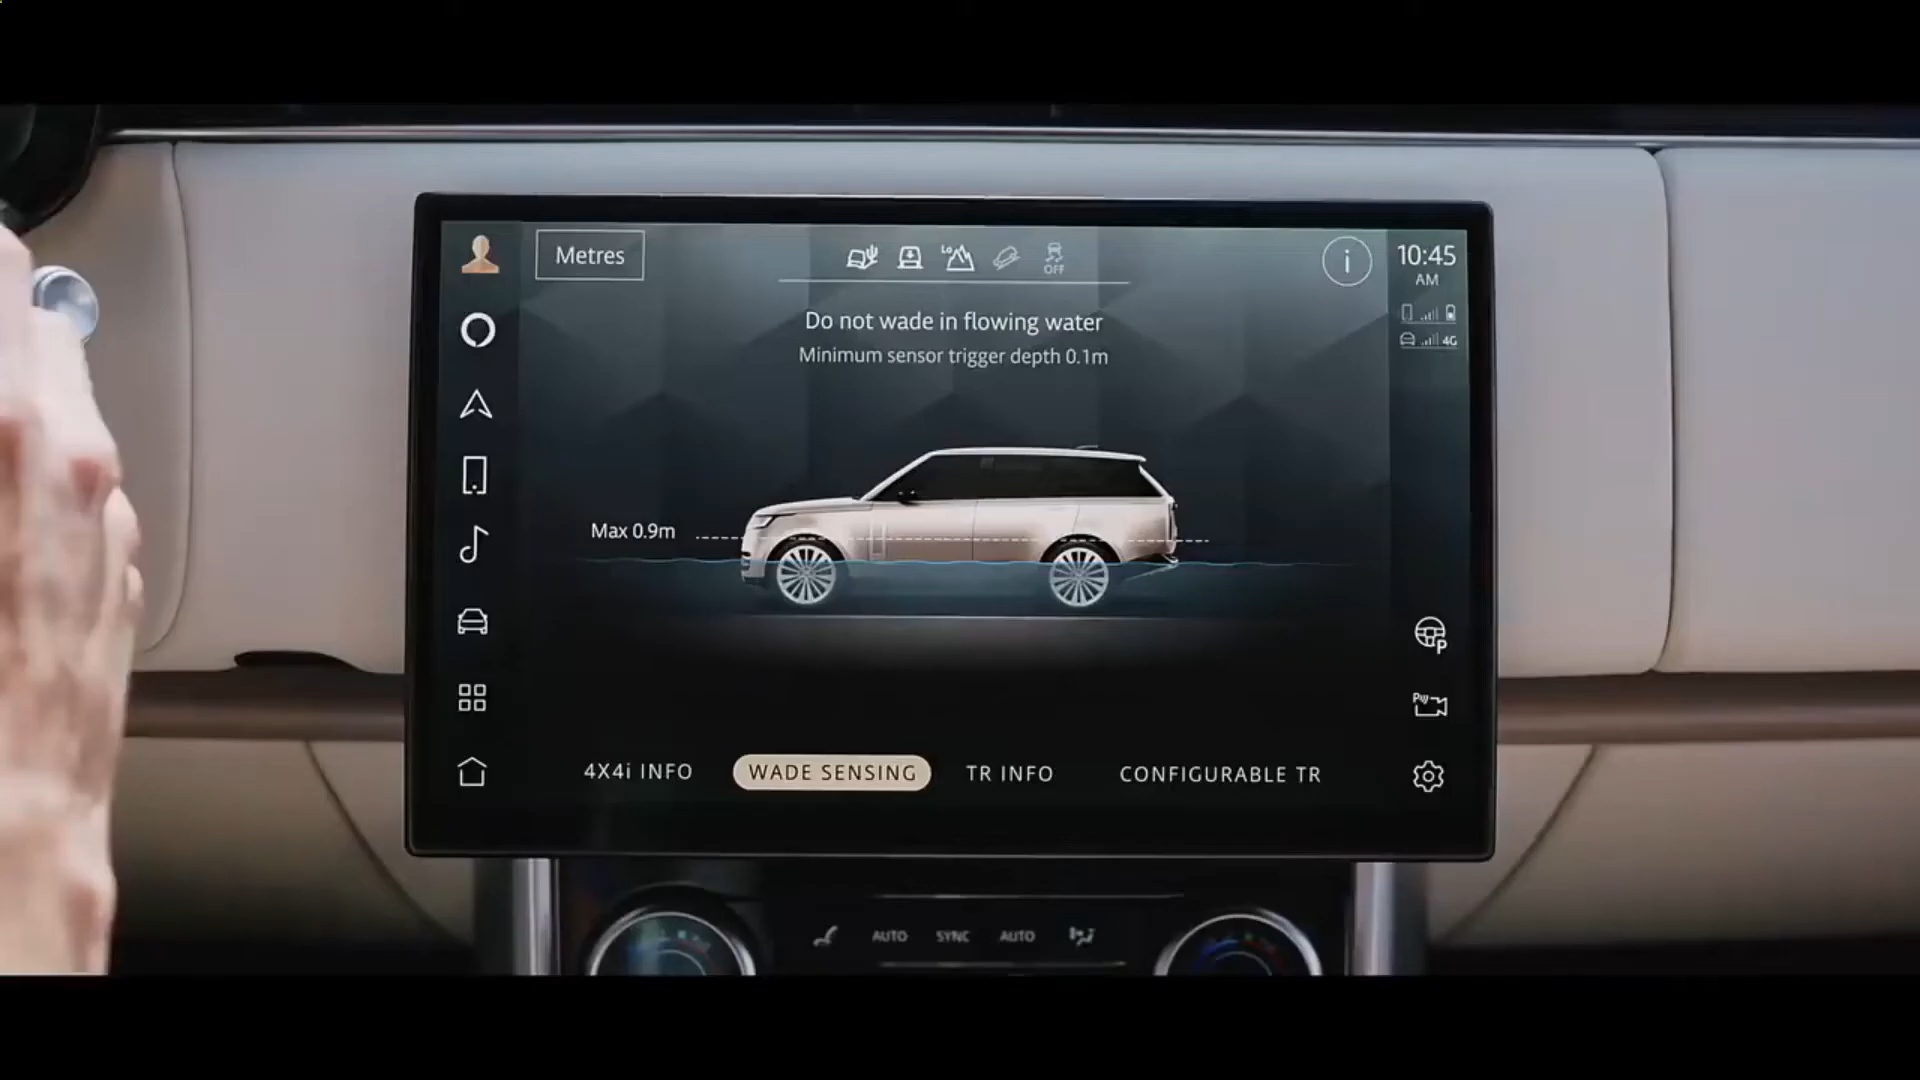 Metres
Lo
OFF
i
10:45
AM
4G
Do not wade in flowing water
Minimum sensor trigger depth 0.1m
Max 0.9m
P
P
4X4i INFO
WADE SENSING
TR INFO
CONFIGURABLE TR
AUTO
SYNC
AUTO